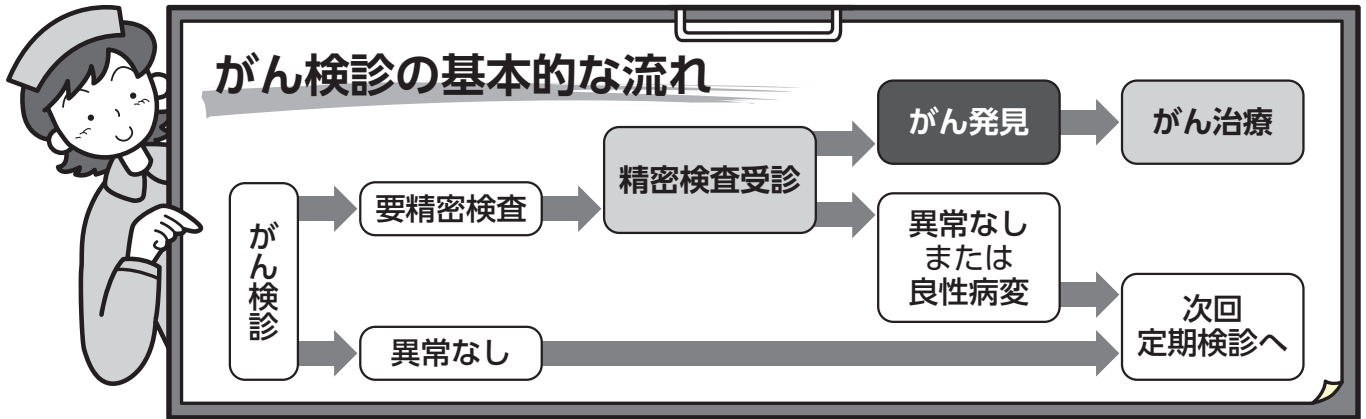 がん検診の基本的な流れ
がん検診
要精密検査
精密検査受診
がん発見
がん治療
異常なし
または
良性病変
異常なし
次回
定期検診へ